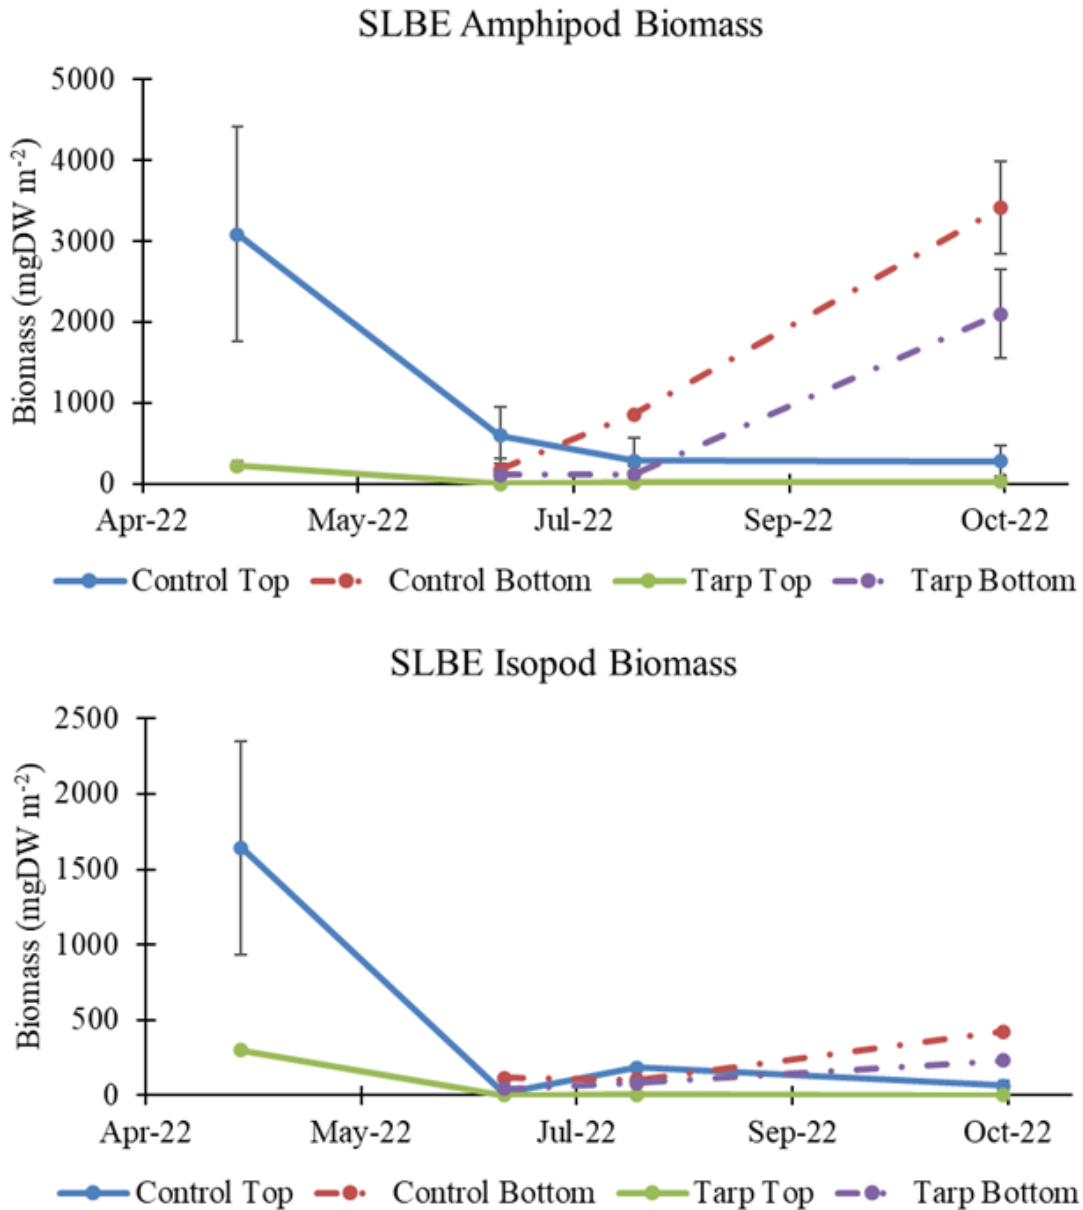 SLBE Amphipod Biomass
5000
4000
3000
2000
1000
0
Biomass (mgDW m⁻²)
Apr-22 May-22 Jul-22 Sep-22 Oct-22
Control Top Control Bottom Tarp Top Tarp Bottom
SLBE Isopod Biomass
2500
2000
1500
1000
500
0
Biomass (mgDW m⁻²)
Apr-22 May-22 Jul-22 Sep-22 Oct-22
Control Top Control Bottom Tarp Top Tarp Bottom